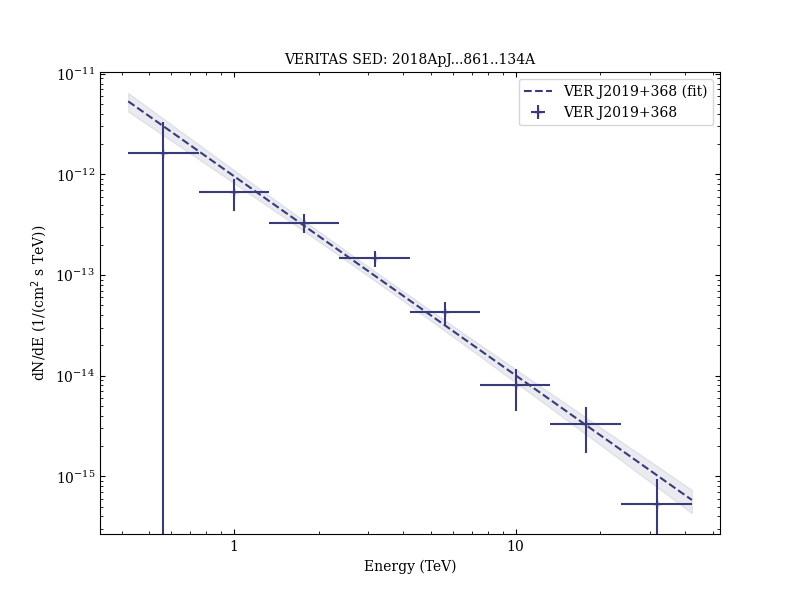 VERITAS SED: 2018ApJ...861..134A
VER J2019+368 (fit)
VER J2019+368
dN/dE (1/(cm² s TeV))
10⁻¹¹
10⁻¹²
10⁻¹³
10⁻¹⁴
10⁻¹⁵
1
10
Energy (TeV)